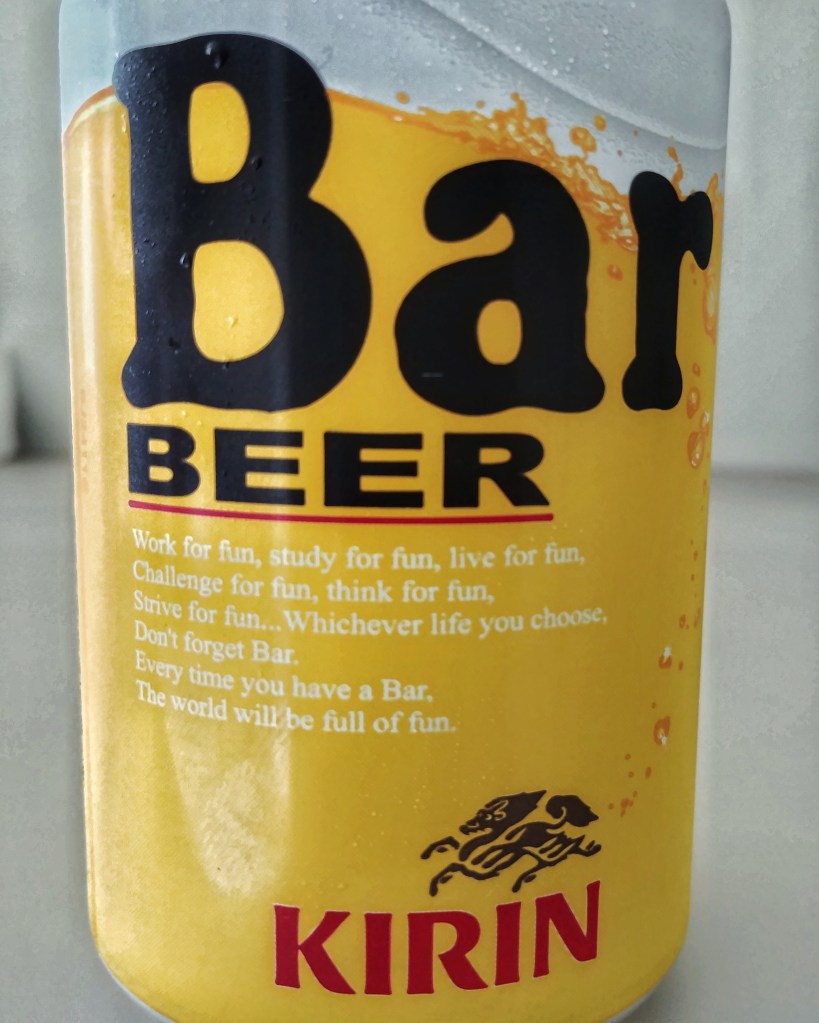 Bar
BEER
Work for fun, study for fun, live for fun,
Challenge for fun, think for fun,
Strive for fun...Whichever life you choose,
Don't forget Bar.
Every time you have a Bar,
The world will be full of fun.
KIRIN